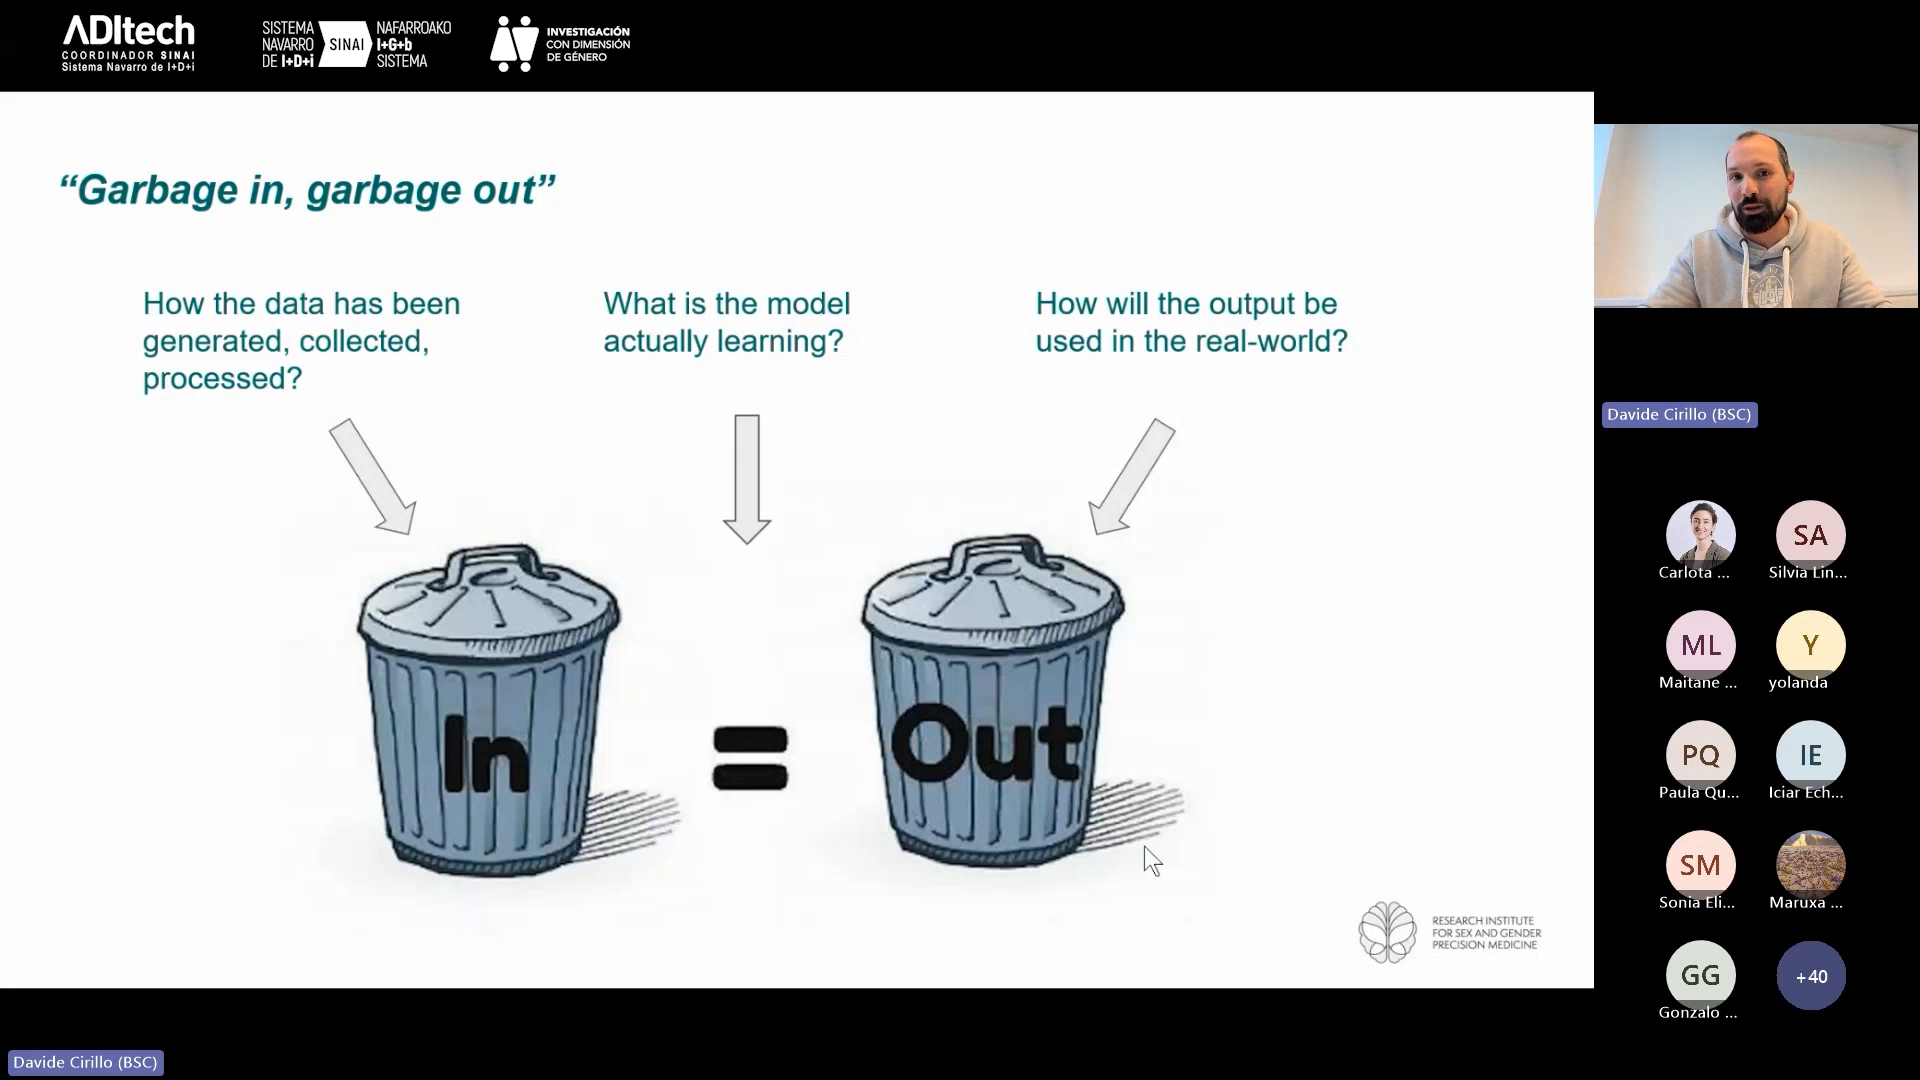 ADItech
COORDINADOR SINAI
Sistema Navarro de I+D+i
SISTEMA
NAVARRO
DE I+D+i
SINAI
NAFARROAKO
I+G+b
SISTEMA
INVESTIGACIÓN
CON DIMENSIÓN
DE GÉNERO
“Garbage in, garbage out”
How the data has been
generated, collected,
processed?
What is the model
actually learning?
How will the output be
used in the real-world?
In
=
Out
RESEARCH INSTITUTE
FOR SEX AND GENDER
PRECISION MEDICINE
Davide Cirillo (BSC)
Carlota ...
SA
Silvia Lin...
ML
Maitane ...
Y
yolanda
PQ
Paula Qu...
IE
Iciar Ech...
SM
Sonia Eli...
Maruxa ...
GG
Gonzalo ...
+40
Davide Cirillo (BSC)